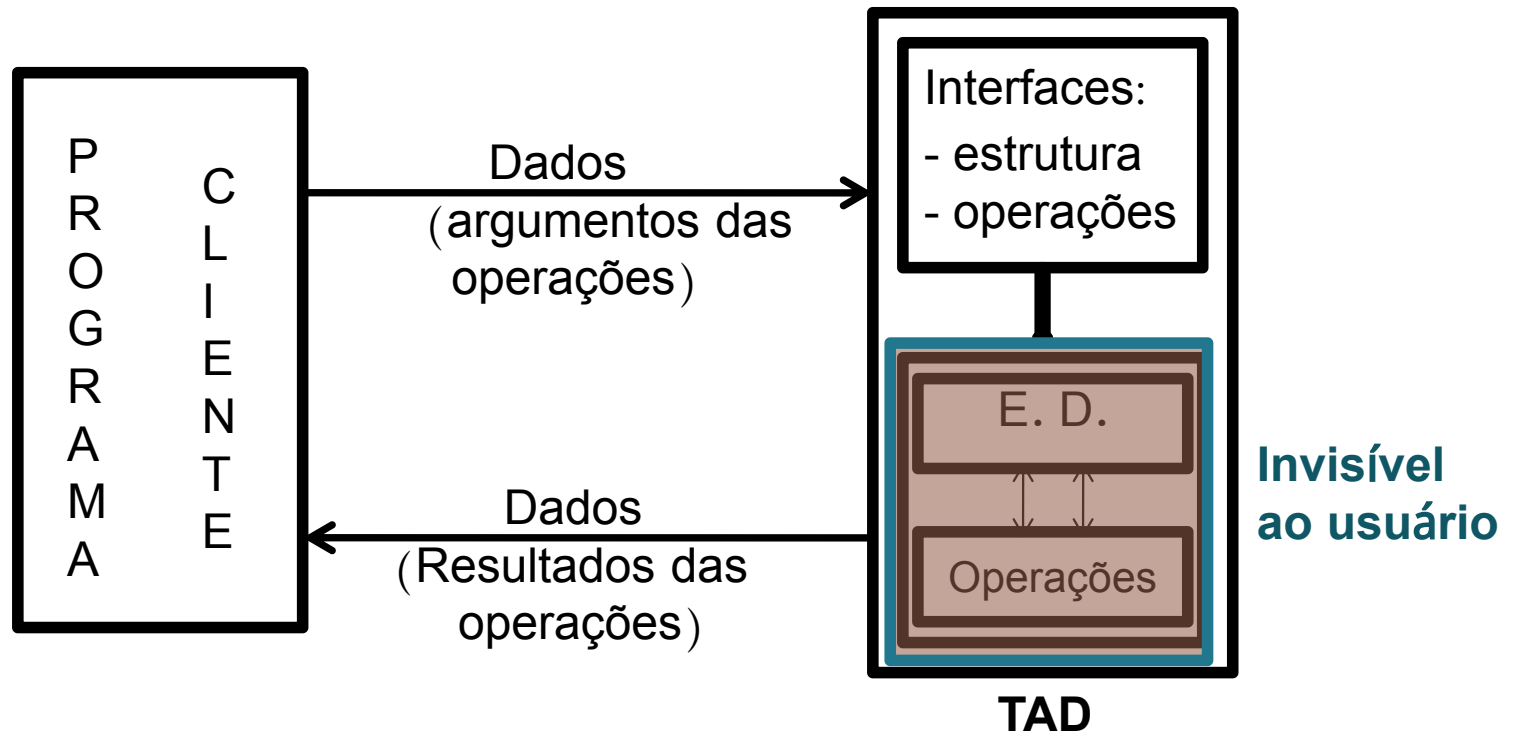 PROGRAMA
CLIENTE
Dados
(argumentos das
operações)
Dados
(Resultados das
operações)
Interfaces:
- estrutura
- operações
E. D.
Operações
Invisível
ao usuário
TAD